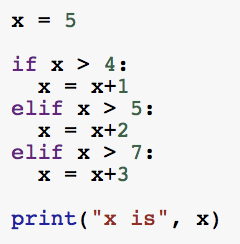 x = 5

if x > 4:
  x = x+1
elif x > 5:
  x = x+2
elif x > 7:
  x = x+3

print("x is", x)